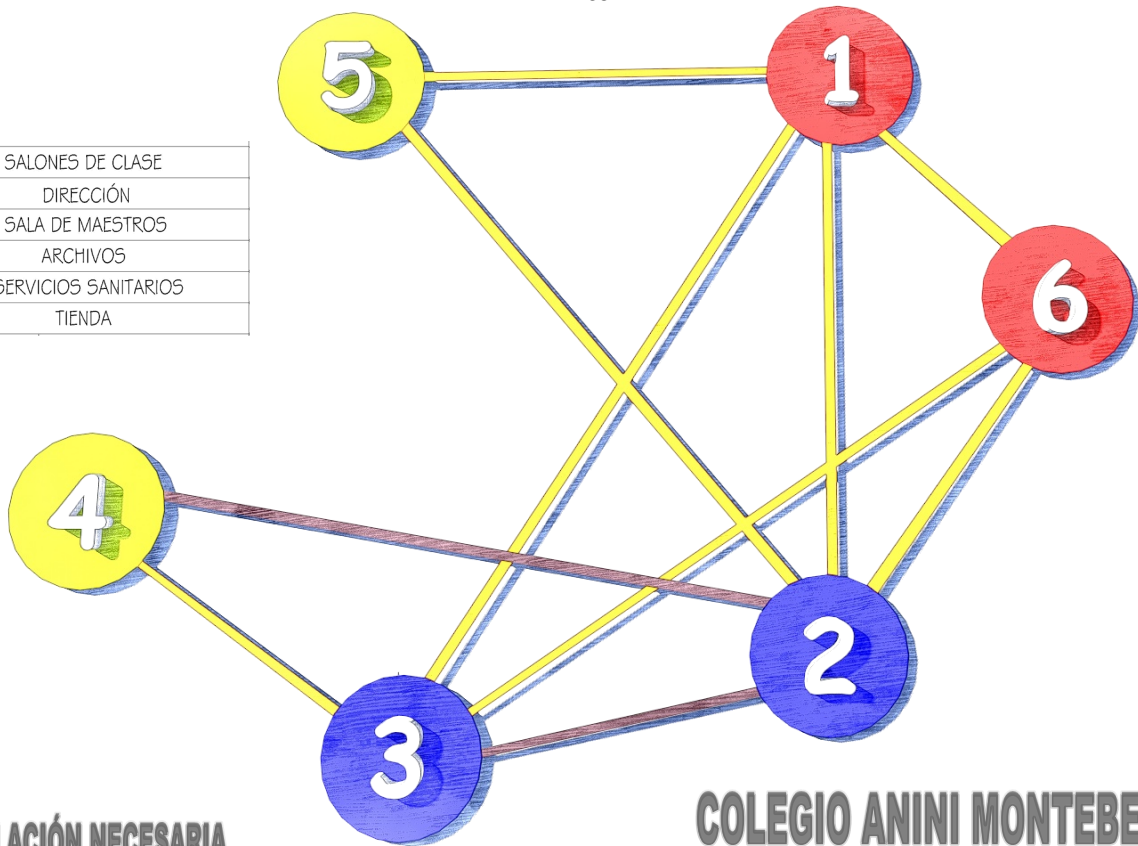 5
1
SALONES DE CLASE
DIRECCIÓN
SALA DE MAESTROS
ARCHIVOS
SERVICIOS SANITARIOS
TIENDA
6
4
2
3
NECESARIA
COLEGIO ANINI